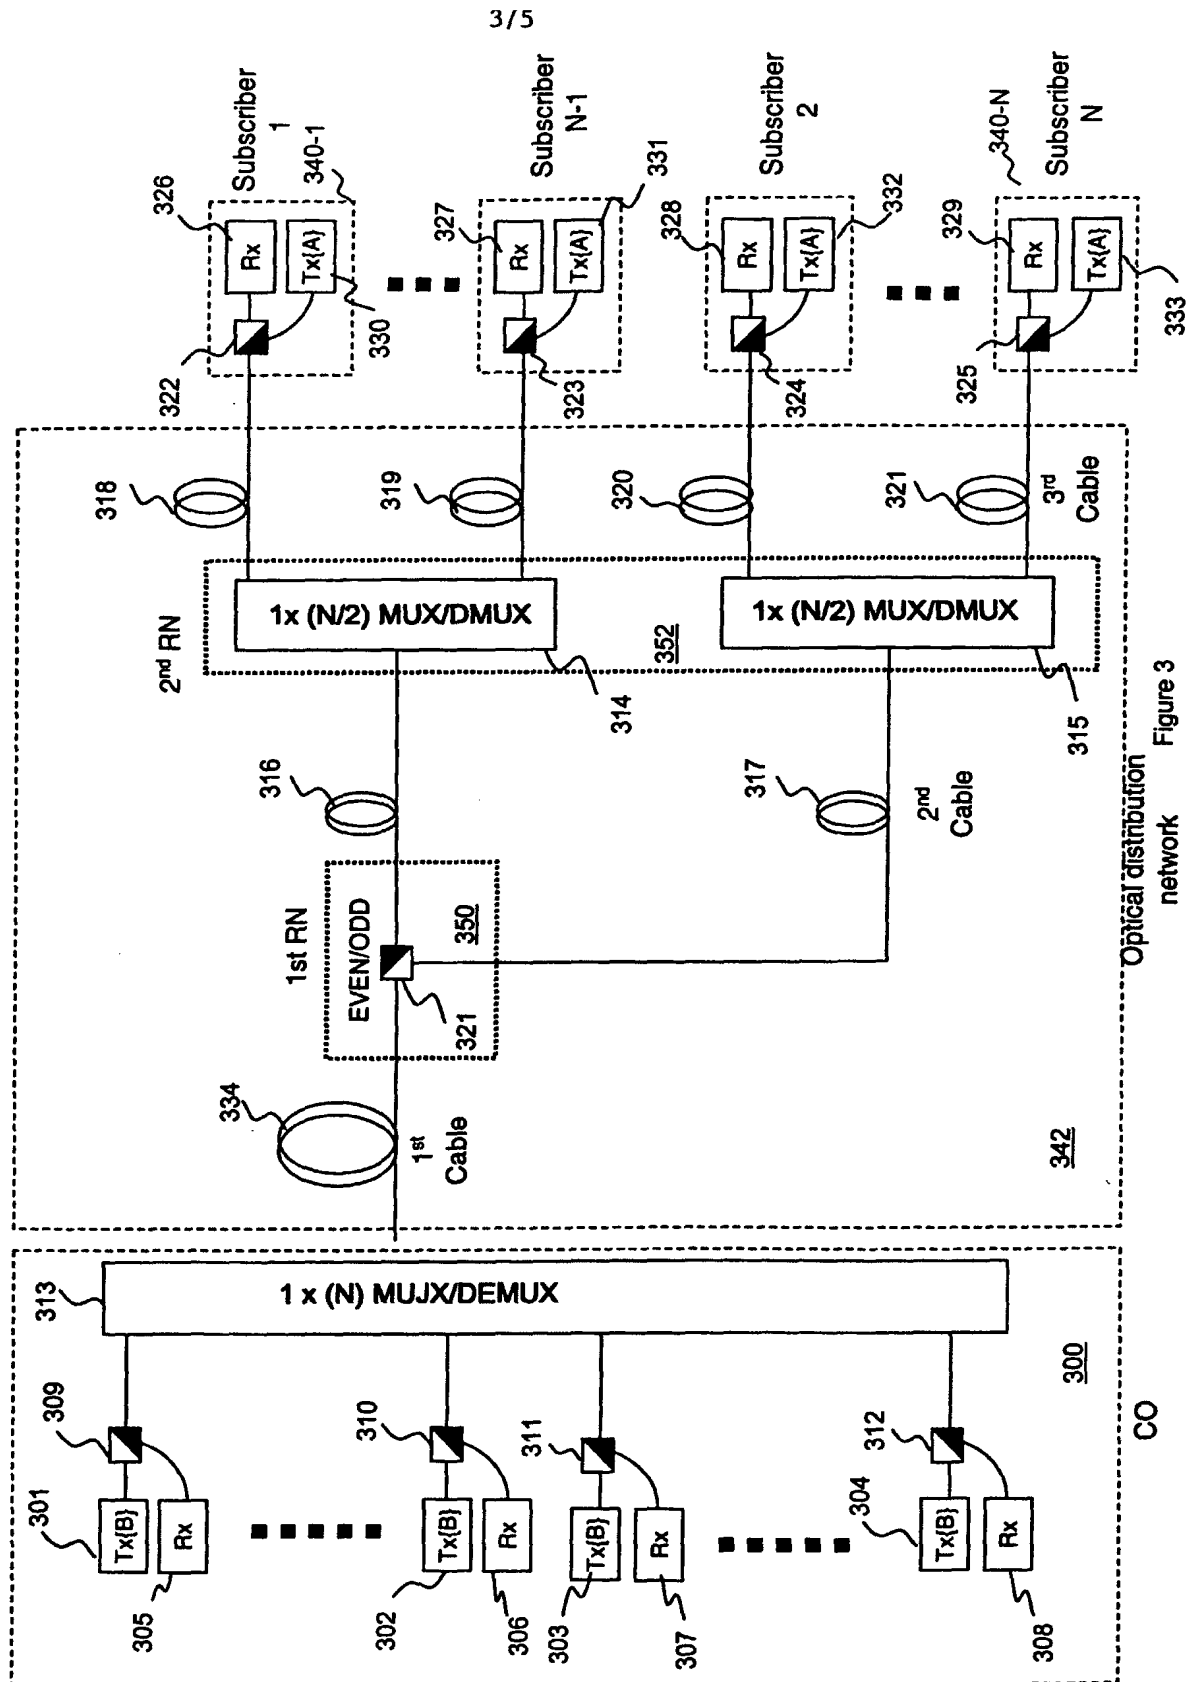 3/5
Subscriber
1
340-1
326
Rx
Tx{A}
322
330
Subscriber
N-1
331
327
Rx
Tx{A}
323
Subscriber
2
332
328
Rx
Tx{A}
324
340-N
Subscriber
N
329
Rx
Tx{A}
325
333
318
319
320
321
3rd
Cable
2nd RN
1x (N/2) MUX/DMUX
352
1x (N/2) MUX/DMUX
314
315
316
317
2nd
Cable
1st RN
EVEN/ODD
350
321
334
1st
Cable
342
Optical distribution
network
Figure 3
313
1 x (N) MUJX/DEMUX
300
CO
309
310
311
312
301
Tx{B}
Rx
305
302
Tx{B}
Rx
306
303
Tx{B}
Rx
307
304
Tx{B}
Rx
308